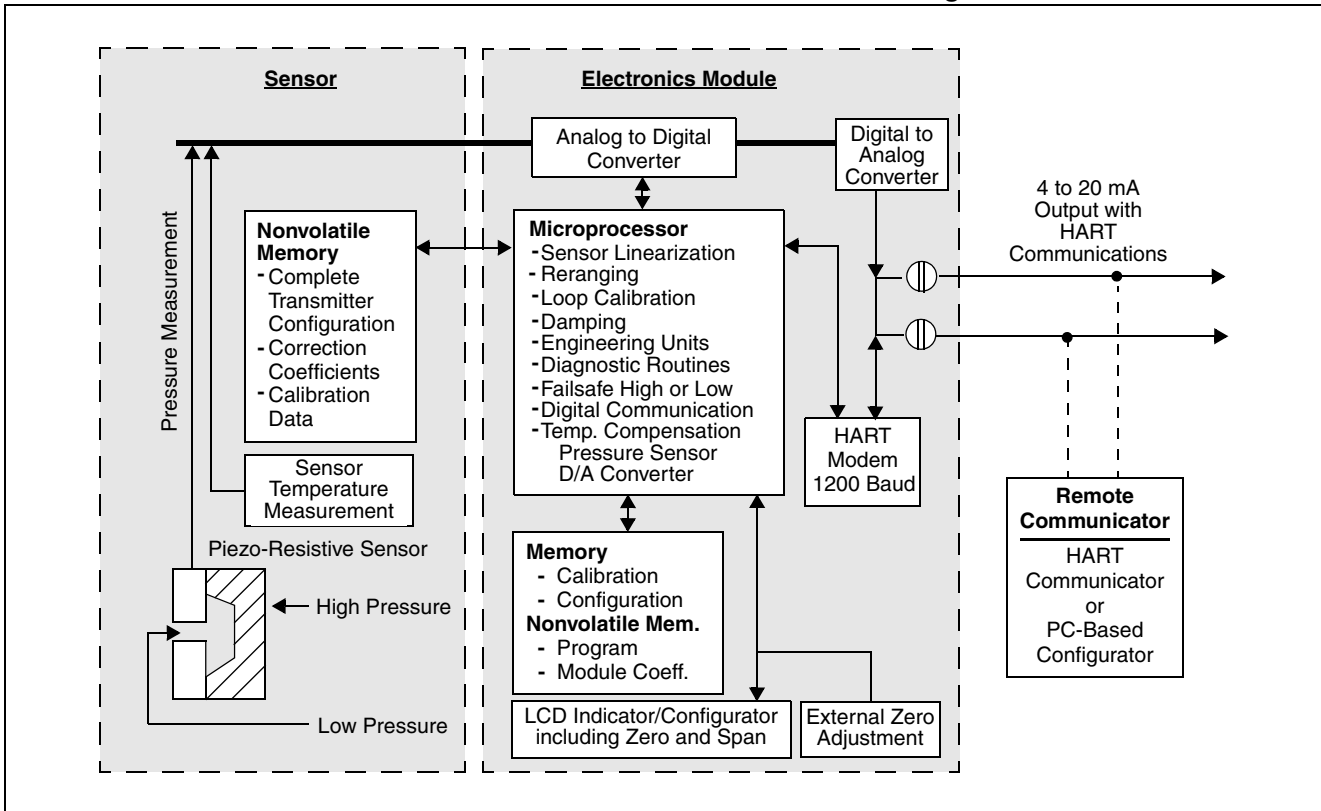 Sensor
Pressure Measurement
Nonvolatile
Memory
- Complete
Transmitter
Configuration
- Correction
Coefficients
- Calibration
Data
Sensor
Temperature
Measurement
Piezo-Resistive Sensor
High Pressure
Low Pressure
Electronics Module
Analog to Digital
Converter
Digital to
Analog
Converter
Microprocessor
-Sensor Linearization
-Reranging
-Loop Calibration
-Damping
-Engineering Units
-Diagnostic Routines
-Failsafe High or Low
-Digital Communication
-Temp. Compensation
Pressure Sensor
D/A Converter
HART
Modem
1200 Baud
Memory
- Calibration
- Configuration
Nonvolatile Mem.
- Program
- Module Coeff.
LCD Indicator/Configurator
including Zero and Span
External Zero
Adjustment
4 to 20 mA
Output with
HART
Communications
Remote
Communicator
HART
Communicator
or
PC-Based
Configurator